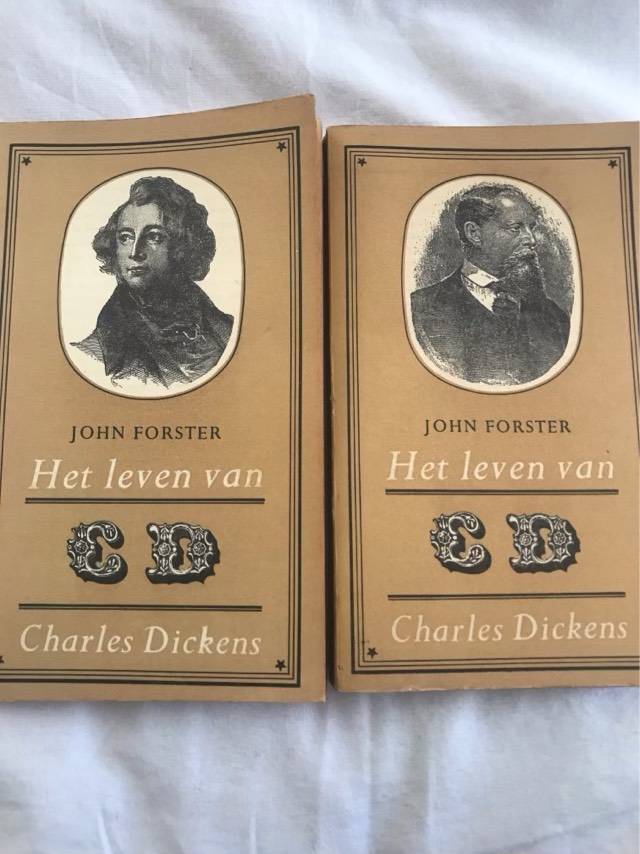 JOHN FORSTER
Het leven van
CD
Charles Dickens
JOHN FORSTER
Het leven van
CD
Charles Dickens